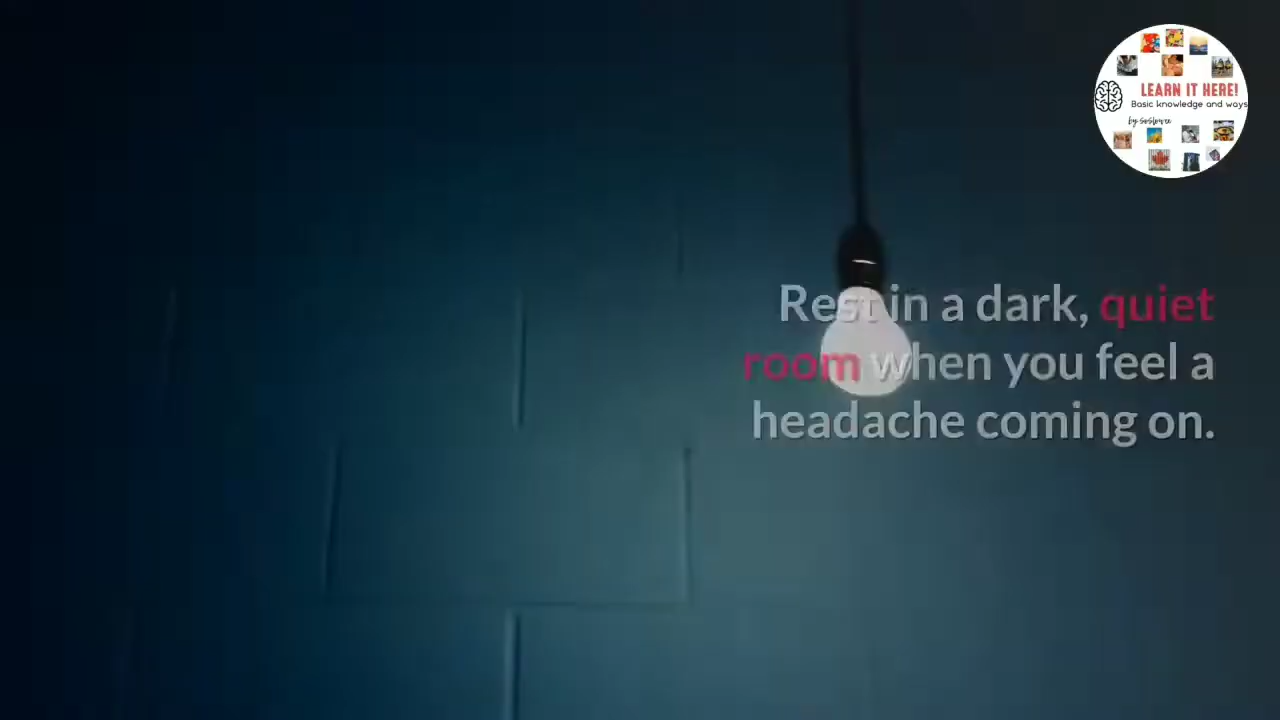 LEARN IT HERE!
Basic knowledge and ways
Rest in a dark, quiet
room when you feel a
headache coming on.